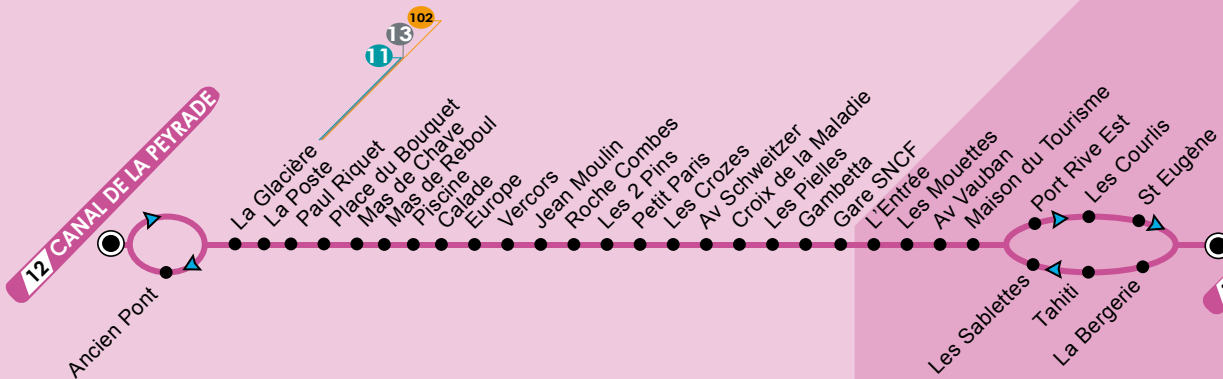 102
13
11
12 CANAL DE LA PEYRADE
La Glacière
La Poste
Paul Riquet
Place du Bouquet
Mas de Chave
Mas de Reboul
Piscine
Calade
Europe
Vercors
Jean Moulin
Roche Combes
Les 2 Pins
Petit Paris
Les Crozes
Av Schweitzer
Croix de la Maladie
Les Pielles
Gambetta
Gare SNCF
L'Entrée
Les Mouettes
Av Vauban
Maison du Tourisme
Port Rive Est
Les Courlis
St Eugène
Ancien Pont
Les Sablettes
Tahiti
La Bergerie